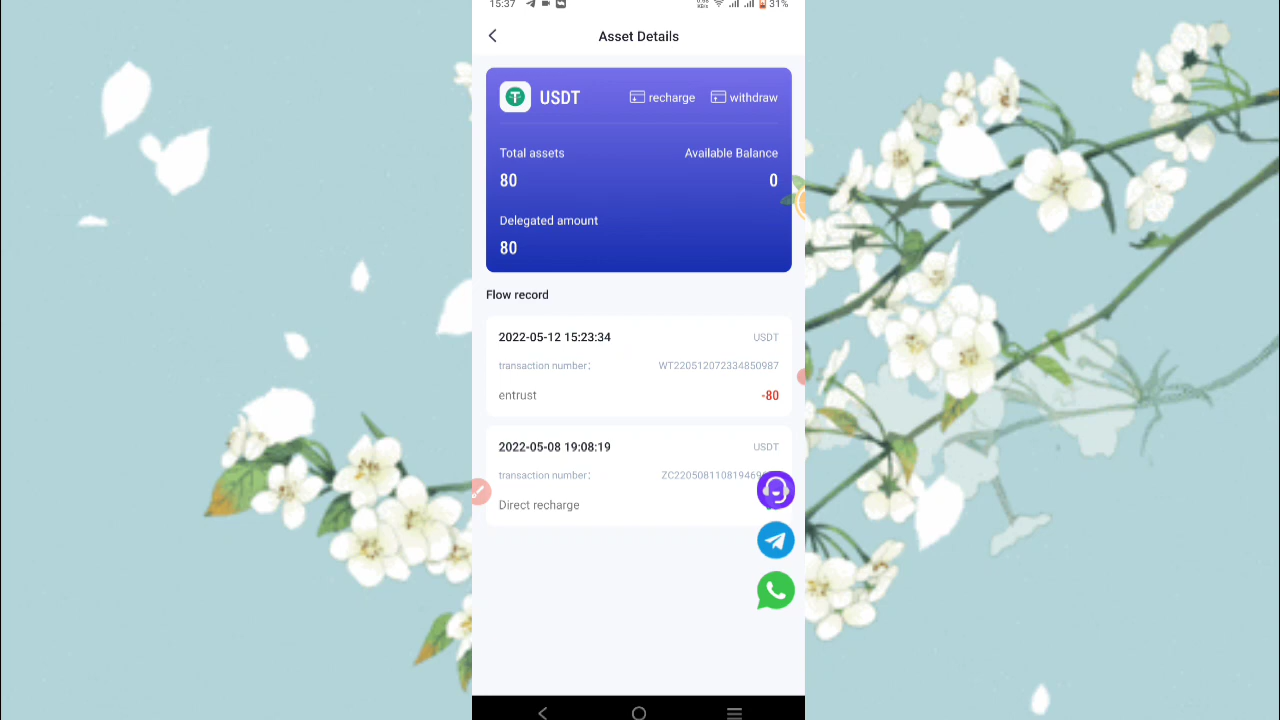 15:37 31%
Asset Details
USDT recharge withdraw
Total assets Available Balance
80 0
Delegated amount
80
Flow record
2022-05-12 15:23:34 USDT
transaction number: WT220512072334850987
entrust -80
2022-05-08 19:08:19 USDT
transaction number:
Direct recharge